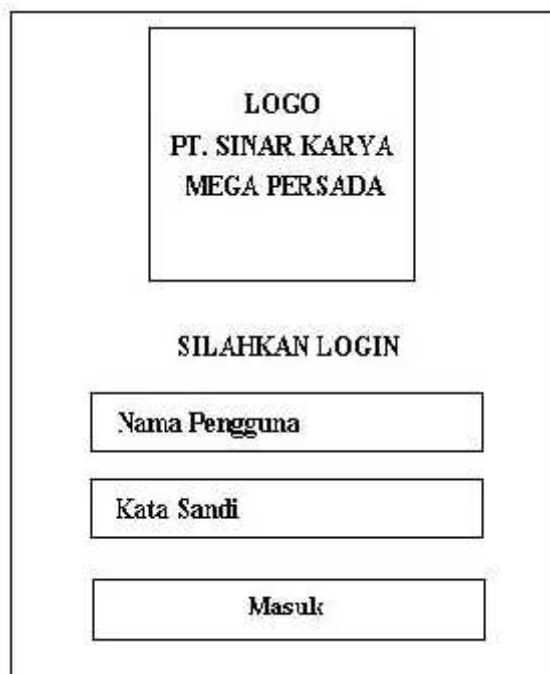 LOGO
PT. SINAR KARYA
MEGA PERSADA
SILAHKAN LOGIN
Nama Pengguna
Kata Sandi
Masuk